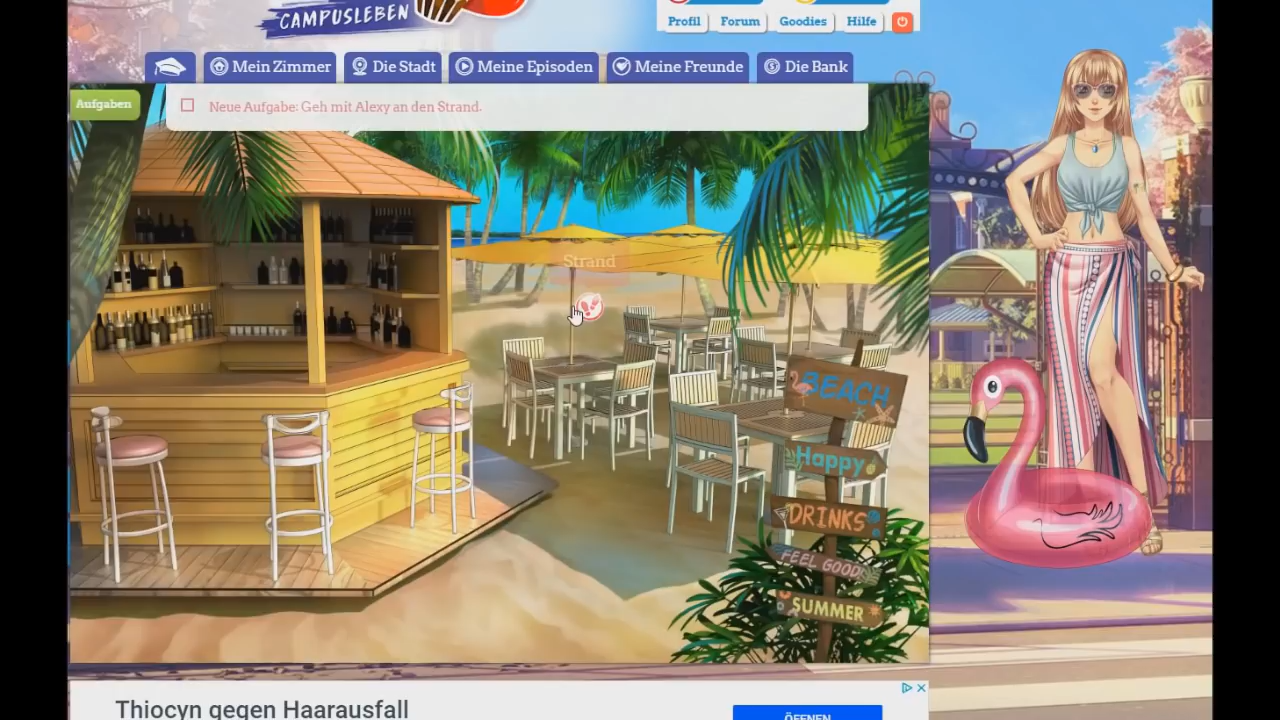 CAMPUSLEBEN
Profil
Forum
Goodies
Hilfe
Mein Zimmer
Die Stadt
Meine Episoden
Meine Freunde
Die Bank
Aufgaben
Neue Aufgabe: Geh mit Alexy an den Strand.
Strand
BEACH
Happy
DRINKS
FEEL GOOD
SUMMER
Thiocyn gegen Haarausfall
ÖFFNEN